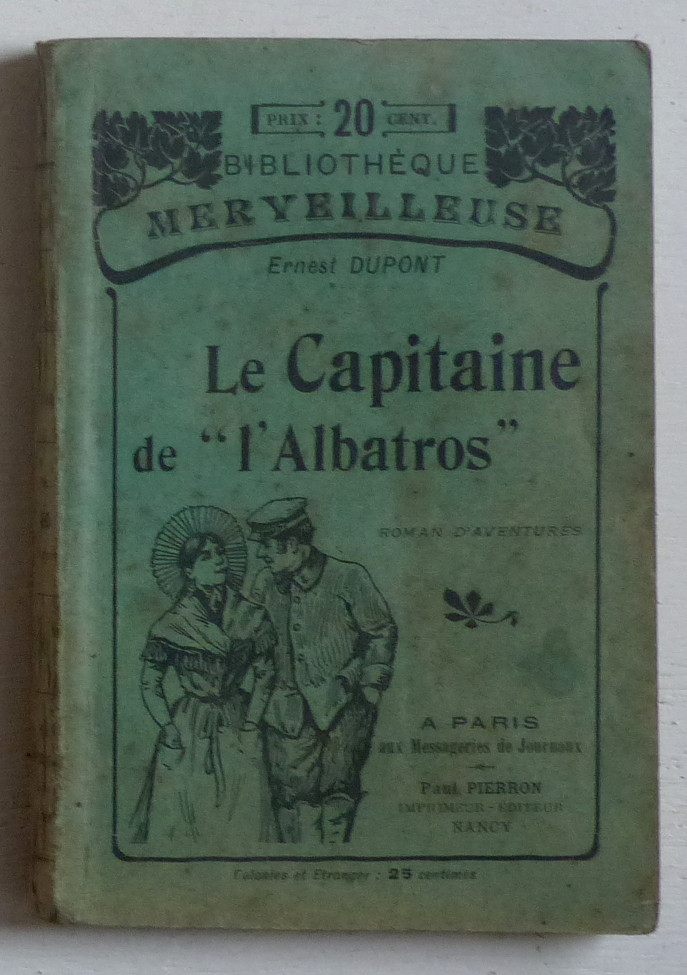 PRIX : 20 CENT.
BIBLIOTHÈQUE
MERVEILLEUSE
Ernest DUPONT
Le Capitaine
de "l'Albatros"
ROMAN D'AVENTURES
A PARIS
aux Messageries de Journaux
Paul PIERRON
IMPRIMEUR - ÉDITEUR
NANCY
Colonies et Etranger : 25 centimes